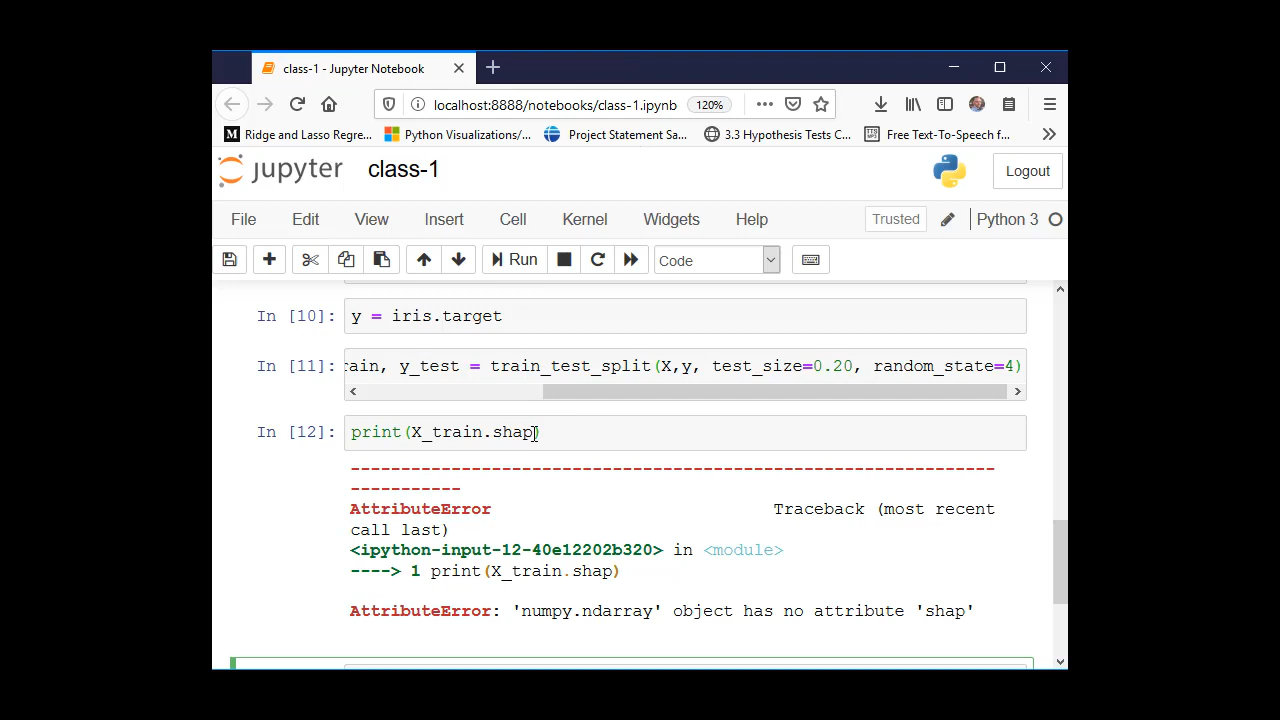 class-1 - Jupyter Notebook
localhost:8888/notebooks/class-1.ipynb 120%
Ridge and Lasso Regre... Python Visualizations/... Project Statement Sa... 3.3 Hypothesis Tests C... Free Text-To-Speech f...
jupyter class-1 Logout
File Edit View Insert Cell Kernel Widgets Help Trusted Python 3
Run Code
In [10]: y = iris.target
In [11]: rain, y_test = train_test_split(X,y, test_size=0.20, random_state=4)
In [12]: print(X_train.shap)
---------------------------------------------------------------------------
AttributeError Traceback (most recent
call last)
<ipython-input-12-40e12202b320> in <module>
----> 1 print(X_train.shap)
AttributeError: 'numpy.ndarray' object has no attribute 'shap'